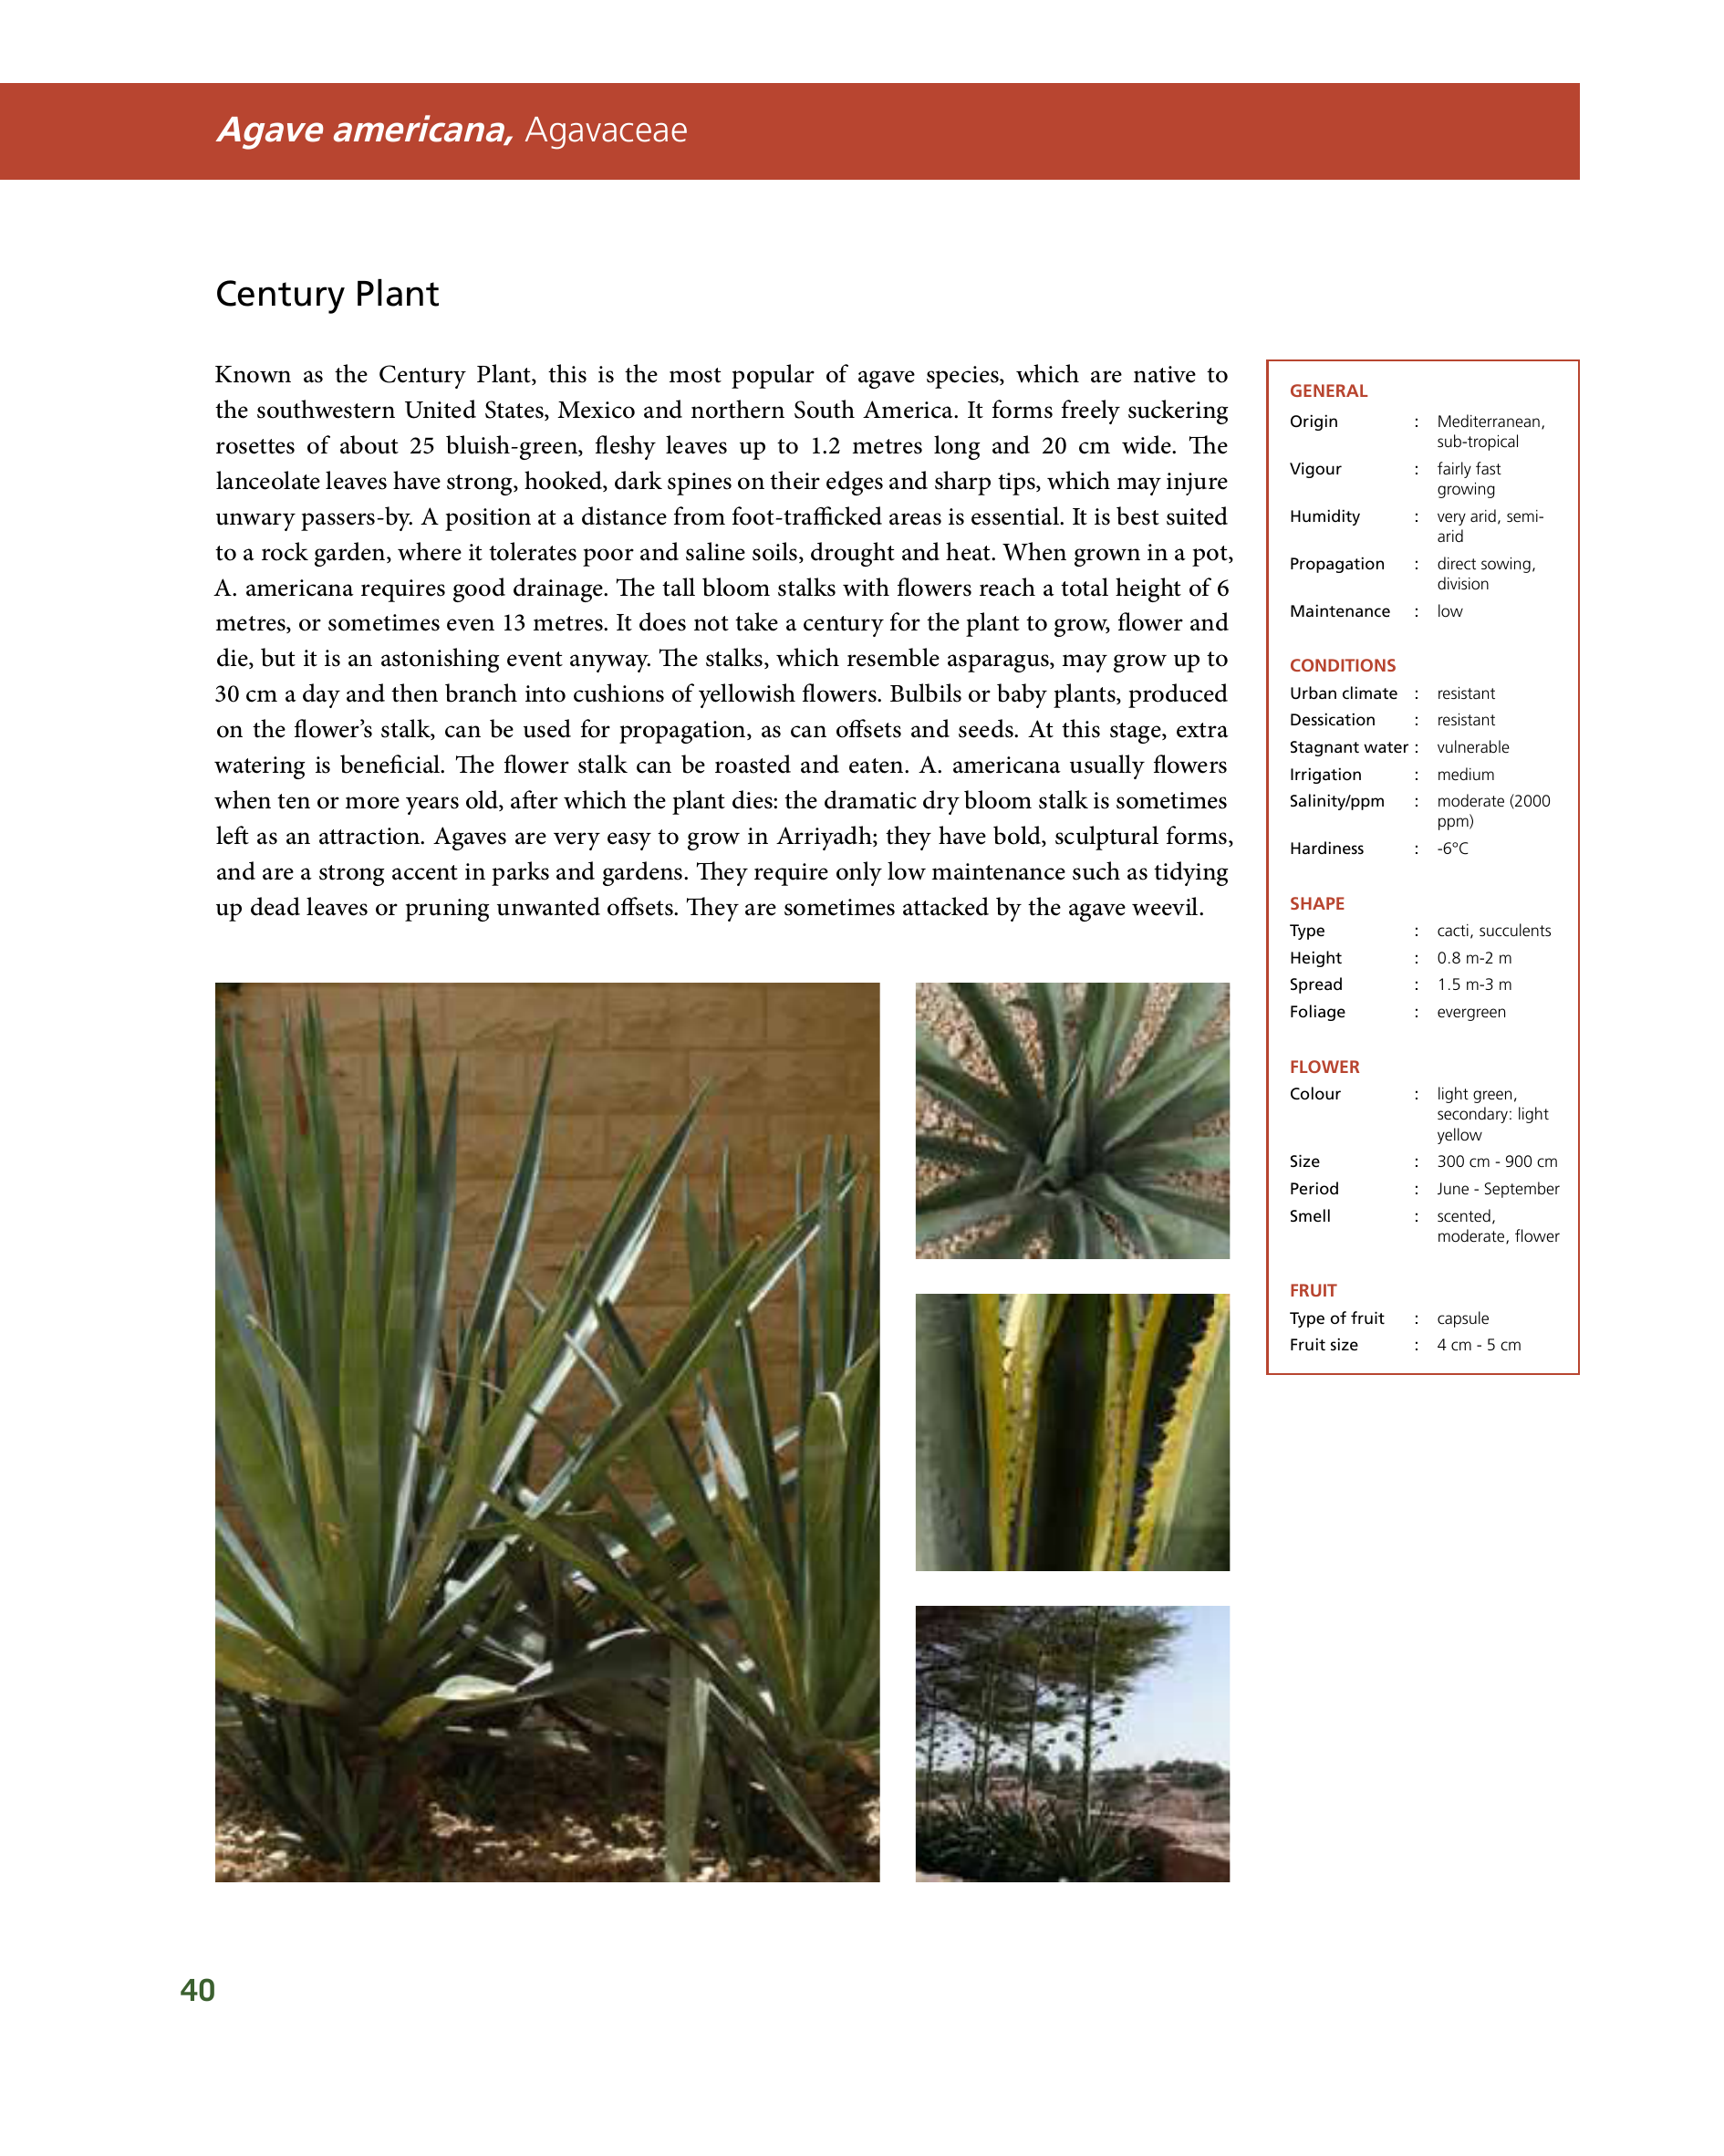 Agave americana, Agavaceae
Century Plant
Known as the Century Plant, this is the most popular of agave species, which are native to
the southwestern United States, Mexico and northern South America. It forms freely suckering
rosettes of about 25 bluish-green, fleshy leaves up to 1.2 metres long and 20 cm wide. The
lanceolate leaves have strong, hooked, dark spines on their edges and sharp tips, which may injure
unwary passers-by. A position at a distance from foot-trafficked areas is essential. It is best suited
to a rock garden, where it tolerates poor and saline soils, drought and heat. When grown in a pot,
A. americana requires good drainage. The tall bloom stalks with flowers reach a total height of 6
metres, or sometimes even 13 metres. It does not take a century for the plant to grow, flower and
die, but it is an astonishing event anyway. The stalks, which resemble asparagus, may grow up to
30 cm a day and then branch into cushions of yellowish flowers. Bulbils or baby plants, produced
on the flower’s stalk, can be used for propagation, as can offsets and seeds. At this stage, extra
watering is beneficial. The flower stalk can be roasted and eaten. A. americana usually flowers
when ten or more years old, after which the plant dies: the dramatic dry bloom stalk is sometimes
left as an attraction. Agaves are very easy to grow in Arriyadh; they have bold, sculptural forms,
and are a strong accent in parks and gardens. They require only low maintenance such as tidying
up dead leaves or pruning unwanted offsets. They are sometimes attacked by the agave weevil.
GENERAL
Origin : Mediterranean,
sub-tropical
Vigour : fairly fast
growing
Humidity : very arid, semi-
arid
Propagation : direct sowing,
division
Maintenance : low
CONDITIONS
Urban climate : resistant
Dessication : resistant
Stagnant water : vulnerable
Irrigation : medium
Salinity/ppm : moderate (2000
ppm)
Hardiness : -6°C
SHAPE
Type : cacti, succulents
Height : 0.8 m-2 m
Spread : 1.5 m-3 m
Foliage : evergreen
FLOWER
Colour : light green,
secondary: light
yellow
Size : 300 cm - 900 cm
Period : June - September
Smell : scented,
moderate, flower
FRUIT
Type of fruit : capsule
Fruit size : 4 cm - 5 cm
40